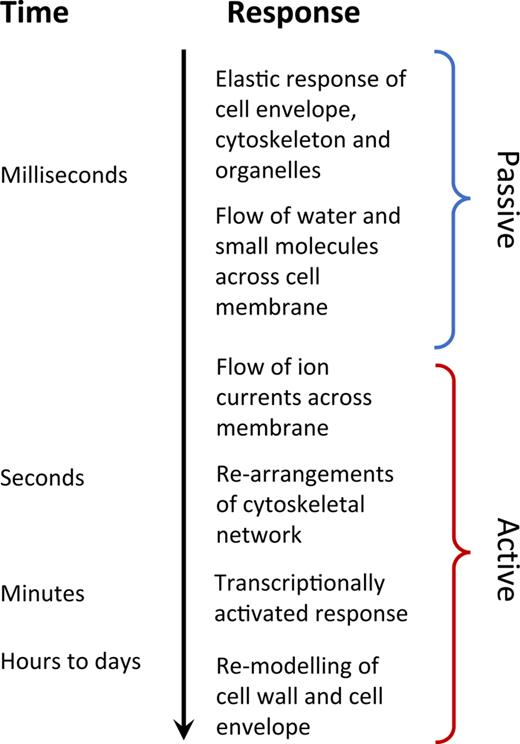 Time Response
Elastic response of
cell envelope,
cytoskeleton and
organelles
Milliseconds
Flow of water and
small molecules
across cell
membrane
Passive
Flow of ion
currents across
membrane
Seconds
Re-arrangements
of cytoskeletal
network
Minutes
Transcriptionally
activated response
Hours to days
Re-modelling of
cell wall and cell
envelope
Active